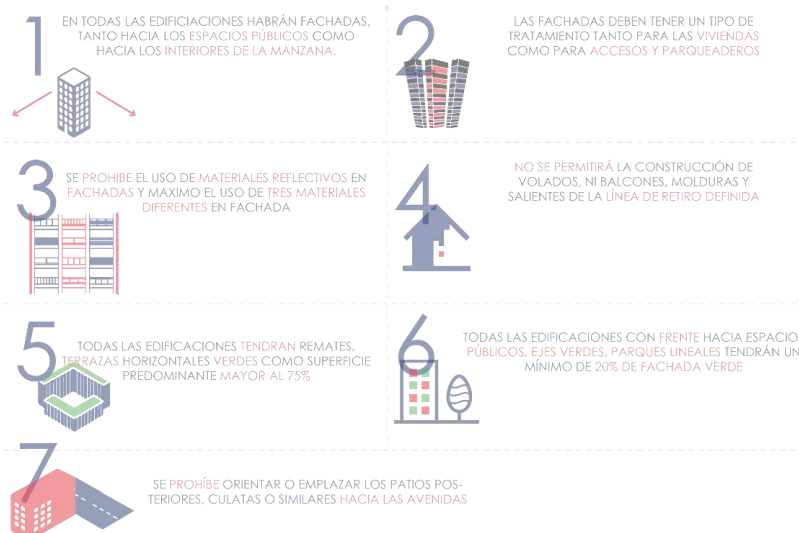 1
EN TODAS LAS EDIFICIACIONES HABRÁN FACHADAS,
TANTO HACIA LOS ESPACIOS PÚBLICOS COMO
HACIA LOS INTERIORES DE LA MANZANA.
2
LAS FACHADAS DEBEN TENER UN TIPO DE
TRATAMIENTO TANTO PARA LAS VIVIENDAS
COMO PARA ACCESOS Y PARQUEADEROS
3
SE PROHIBE EL USO DE MATERIALES REFLECTIVOS EN
FACHADAS Y MAXIMO EL USO DE TRES MATERIALES
DIFERENTES EN FACHADA
4
NO SE PERMITIRÁ LA CONSTRUCCIÓN DE
VOLADOS, NI BALCONES, MOLDURAS Y
SALIENTES DE LA LÍNEA DE RETIRO DEFINIDA
5
TODAS LAS EDIFICACIONES TENDRAN REMATES,
TERRAZAS HORIZONTALES VERDES COMO SUPERFICIE
PREDOMINANTE MAYOR AL 75%
6
TODAS LAS EDIFICACIONES CON FRENTE HACIA ESPACIO
PÚBLICOS, EJES VERDES, PARQUES LINEALES TENDRÁN UN
MÍNIMO DE 20% DE FACHADA VERDE
7
SE PROHÍBE ORIENTAR O EMPLAZAR LOS PATIOS POS-
TERIORES, CULATAS O SIMILARES HACIA LAS AVENIDAS